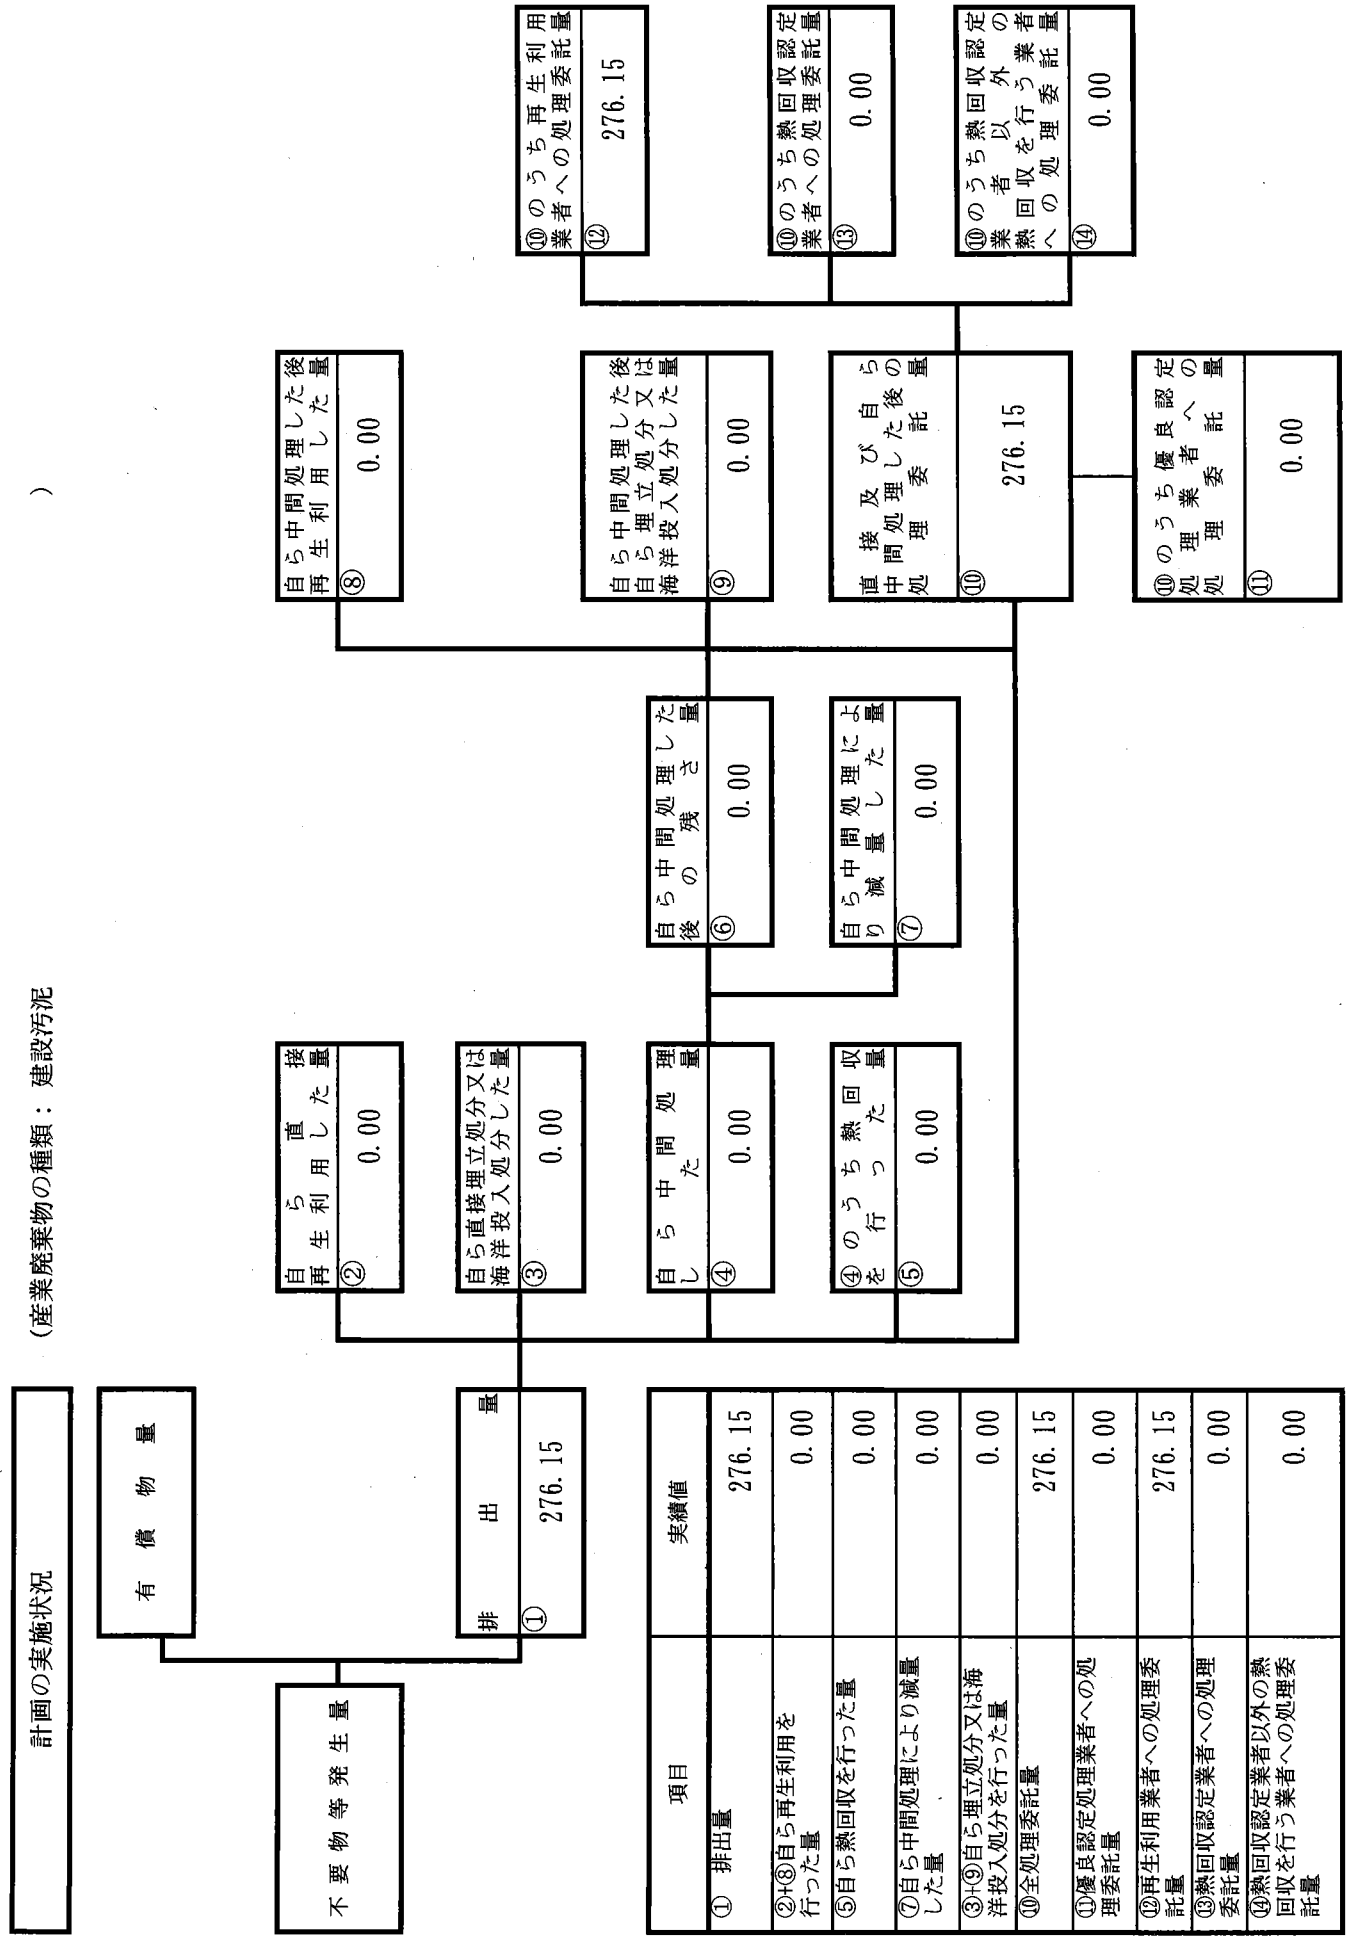 計画の実施状況
（産業廃棄物の種類：建設汚泥　　　　）
不要物等発生量
有償物量
排出量
① 276.15
自ら直接
再生利用した量
② 0.00
自ら直接埋立処分又は
海洋投入処分した量
③ 0.00
自ら中間処理
した量
④ 0.00
④のうち熱回収
を行った量
⑤ 0.00
自ら中間処理した
後の残さ量
⑥ 0.00
自ら中間処理によ
り減量した量
⑦ 0.00
自ら中間処理した後
再生利用した量
⑧ 0.00
自ら中間処理した後
自ら埋立処分又は
海洋投入処分した量
⑨ 0.00
直接及び自ら
中間処理した後の
処理委託量
⑩ 276.15
⑩のうち優良認定
処理業者への
処理委託量
⑪ 0.00
⑩のうち再生利用
業者への処理委託量
⑫ 276.15
⑩のうち熱回収認定
業者への処理委託量
⑬ 0.00
⑩のうち熱回収認定
業者以外の
熱回収を行う業者
への処理委託量
⑭ 0.00
項目 実績値
① 排出量 276.15
②+⑧自ら再生利用を
行った量 0.00
⑤自ら熱回収を行った量 0.00
⑦自ら中間処理により減量
した量 0.00
③+⑨自ら埋立処分又は海
洋投入処分を行った量 0.00
⑩全処理委託量 276.15
⑪優良認定処理業者への処
理委託量 0.00
⑫再生利用業者への処理委
託量 276.15
⑬熱回収認定業者への処理
委託量 0.00
⑭熱回収認定業者以外の熱
回収を行う業者への処理委
託量 0.00